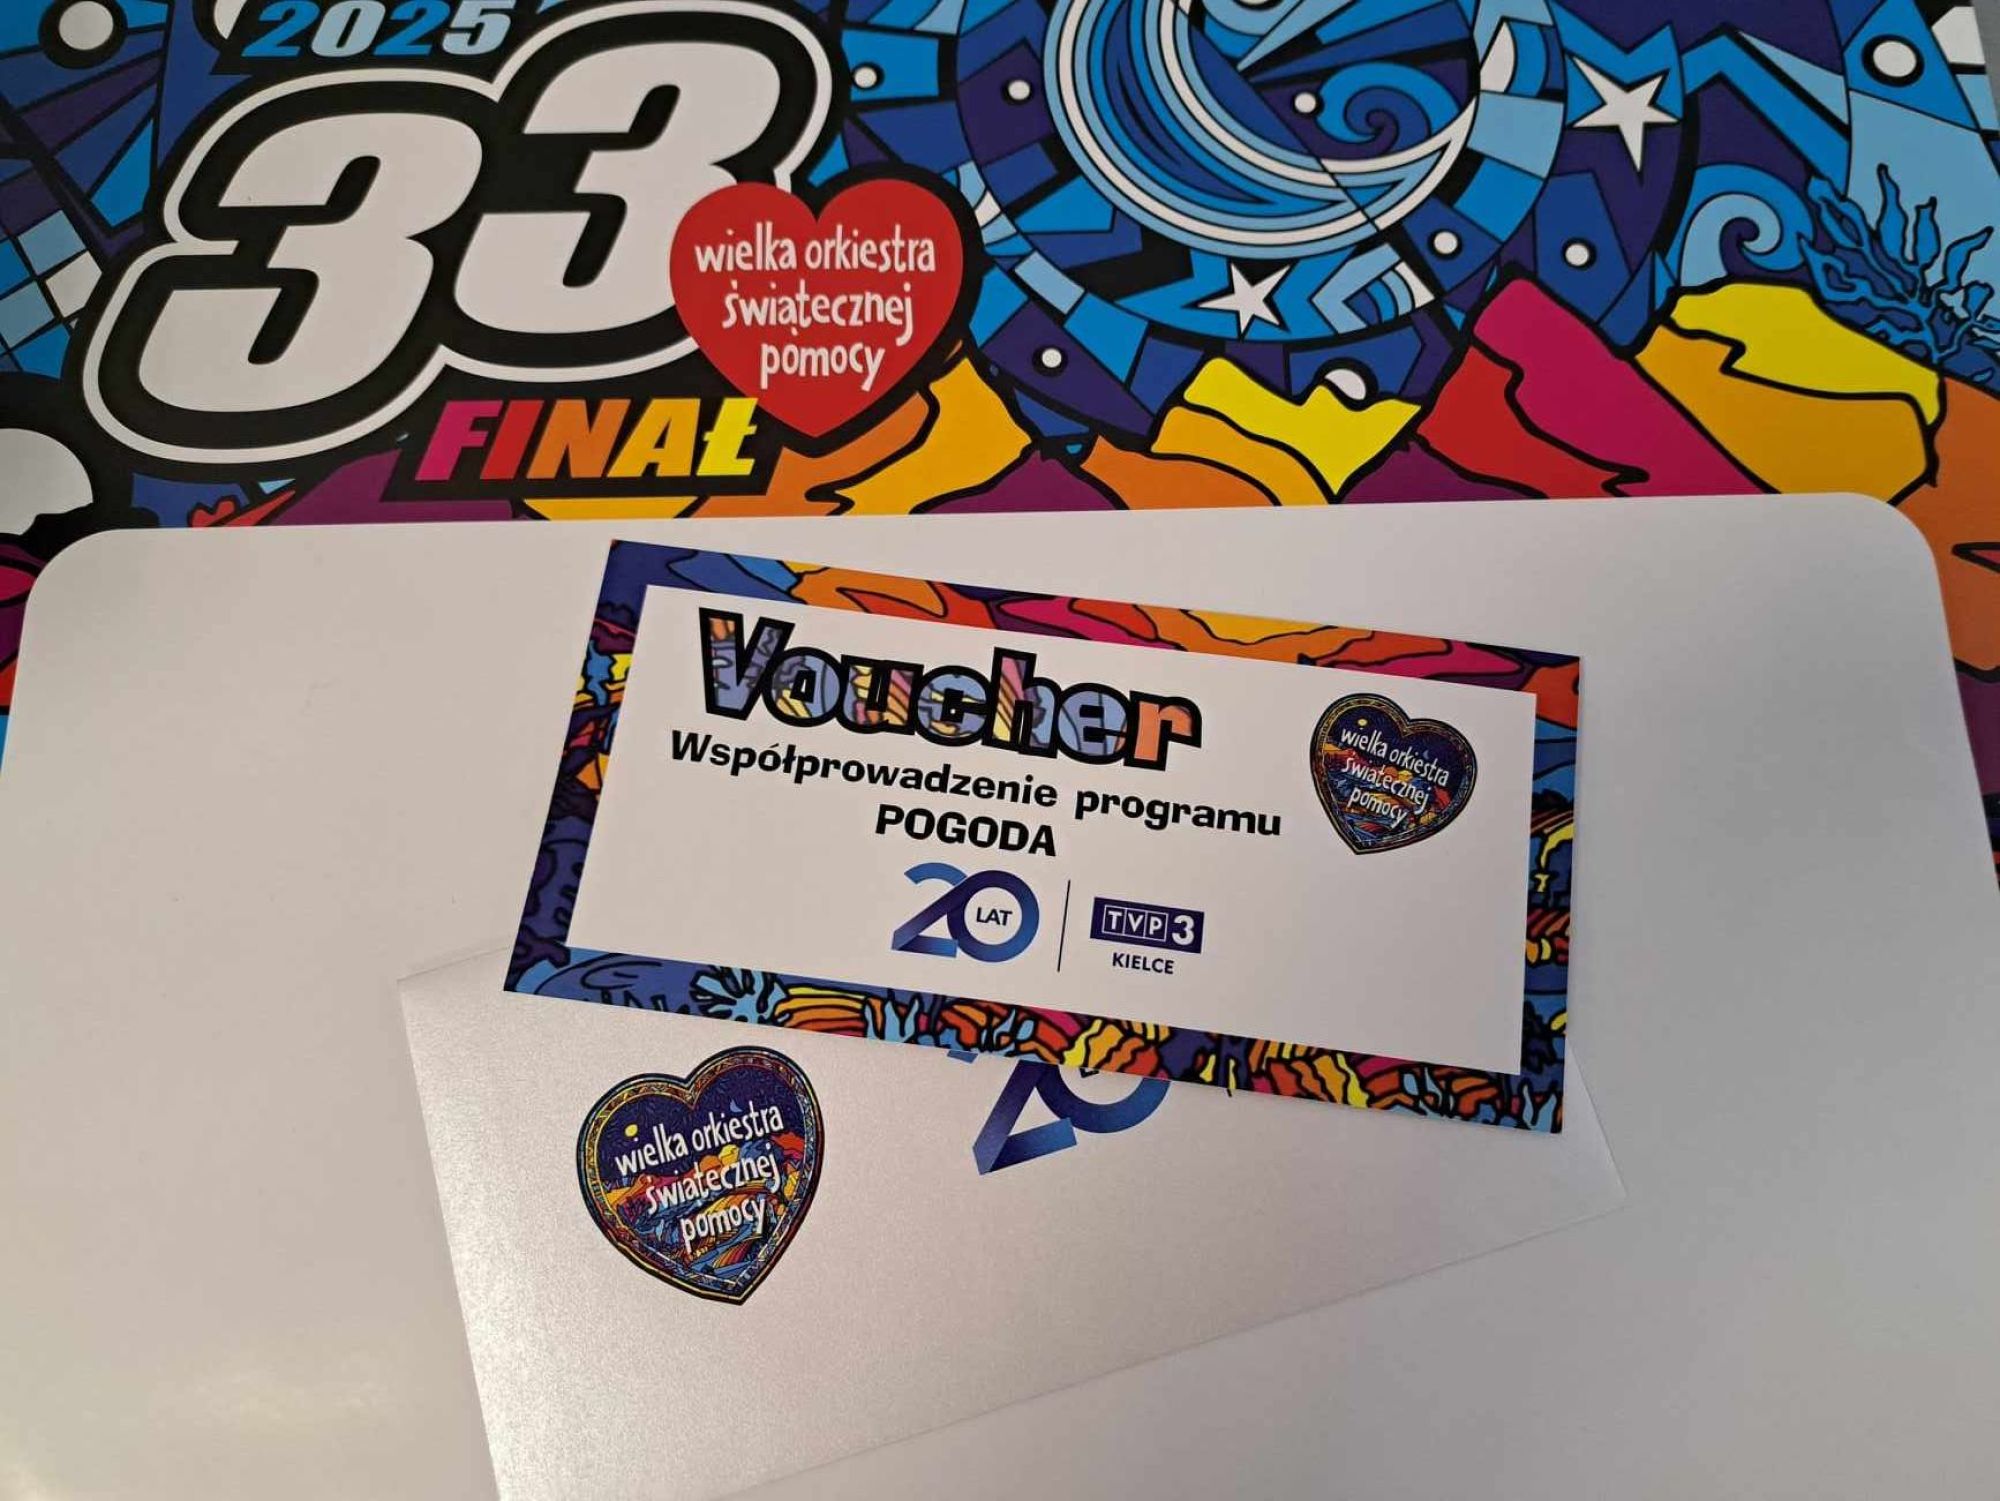 2025
33
wielka orkiestra
świątecznej
pomocy
FINAŁ
Voucher
Współprowadzenie programu
POGODA
wielka orkiestra
świątecznej
pomocy
20
LAT
TVP3
KIELCE
20
wielka orkiestra
świątecznej
pomocy